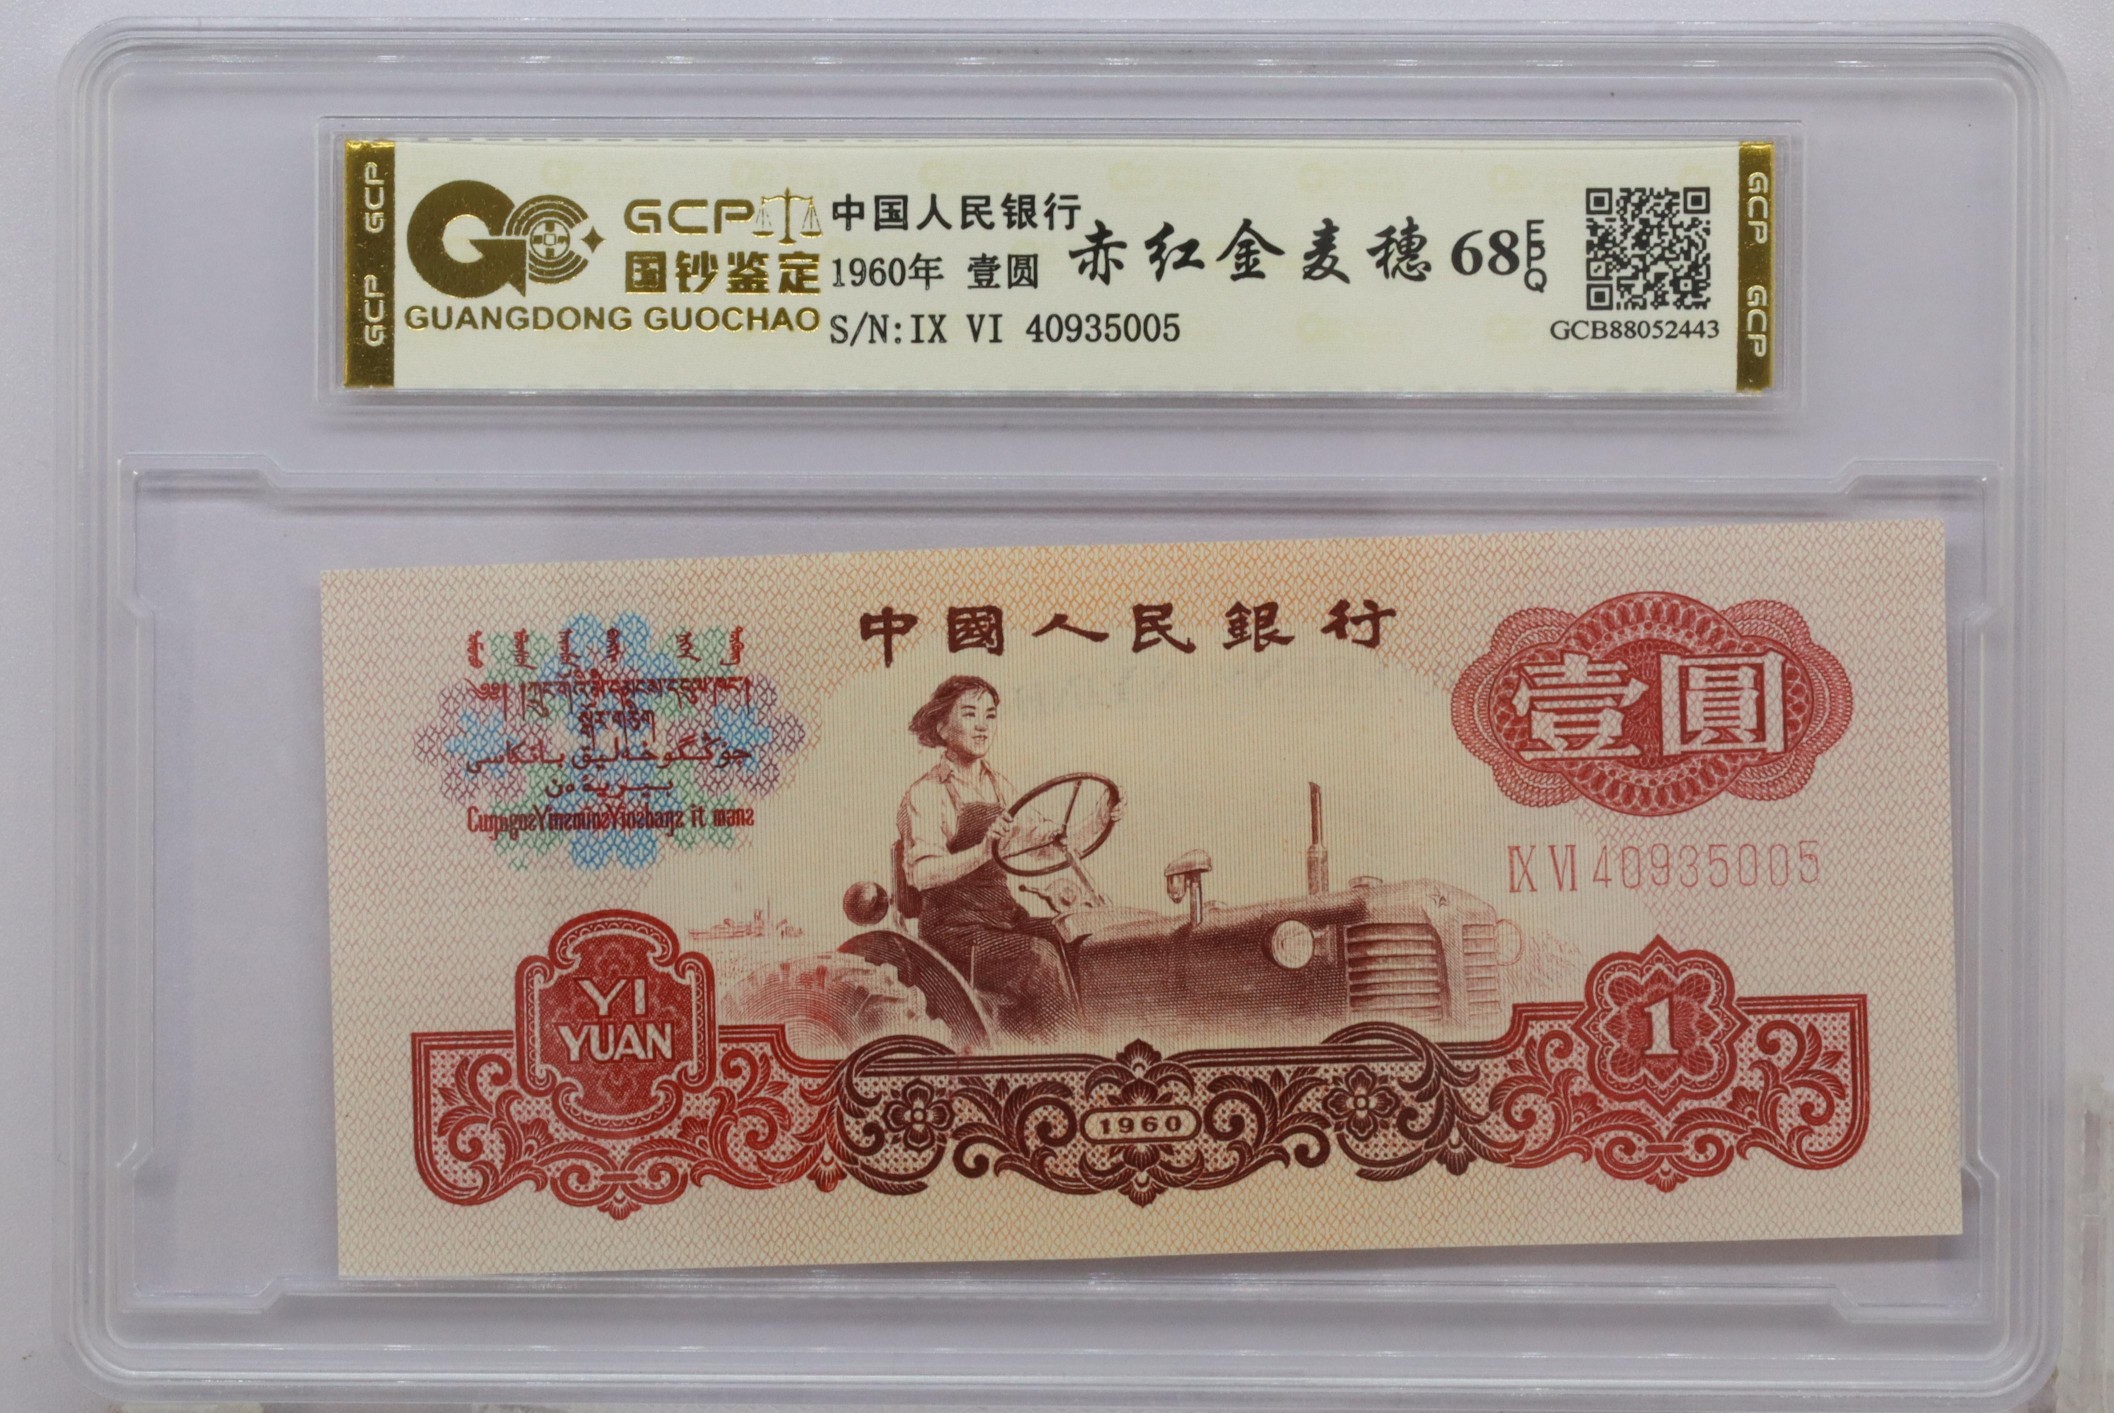 GCP GCP
GCP
国钞鉴定
GUANGDONG GUOCHAO
中国人民银行
1960年 壹圆
S/N:IX VI 40935005
赤红金麦穗 68 EPQ
GCB88052443
GCP GCP
中國人民銀行
壹圓
IX VI 40935005
YI
YUAN
1960
1